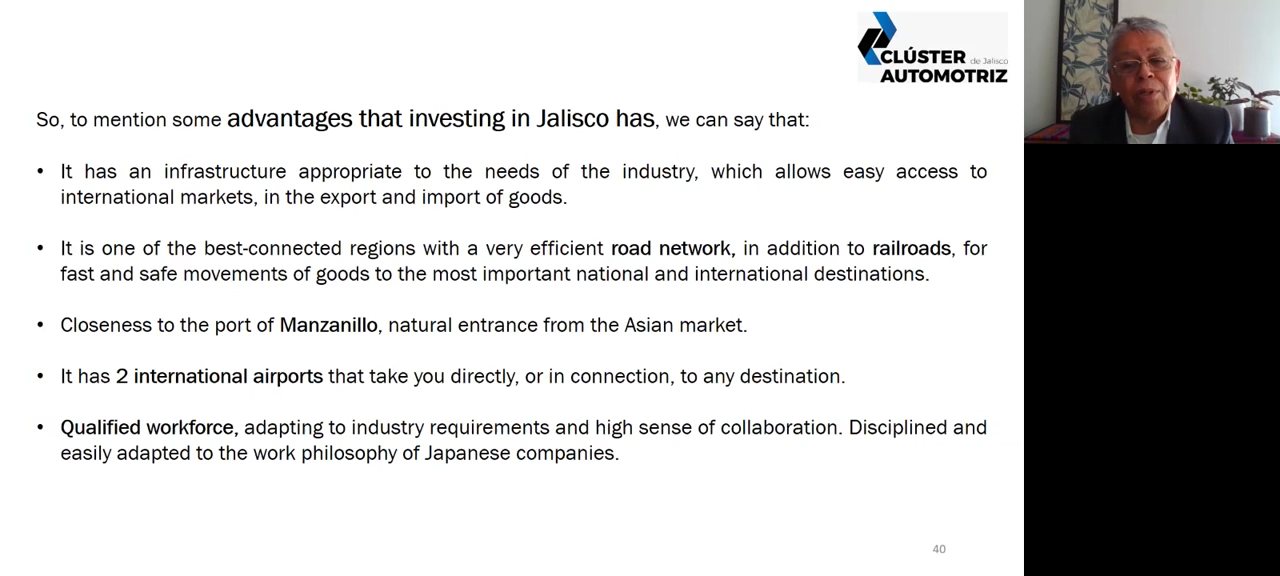 CLÚSTER de Jalisco
AUTOMOTRIZ
So, to mention some advantages that investing in Jalisco has, we can say that:
• It has an infrastructure appropriate to the needs of the industry, which allows easy access to
international markets, in the export and import of goods.
• It is one of the best-connected regions with a very efficient road network, in addition to railroads, for
fast and safe movements of goods to the most important national and international destinations.
• Closeness to the port of Manzanillo, natural entrance from the Asian market.
• It has 2 international airports that take you directly, or in connection, to any destination.
• Qualified workforce, adapting to industry requirements and high sense of collaboration. Disciplined and
easily adapted to the work philosophy of Japanese companies.
40